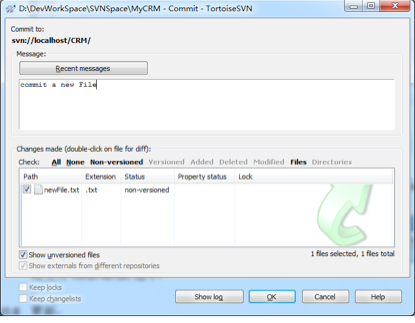 D:\DevWorkSpace\SVNSpace\MyCRM - Commit - TortoiseSVN
Commit to:
svn://localhost/CRM/
Message:
Recent messages
commit a new File
Changes made (double-click on file for diff):
Check: All None Non-versioned Versioned Added Deleted Modified Files Directories
Path Extension Status Property status Lock
newFile.txt .txt non-versioned
Show unversioned files 1 files selected, 1 files total
Show externals from different repositories
Keep locks
Keep changelists
Show log OK Cancel Help